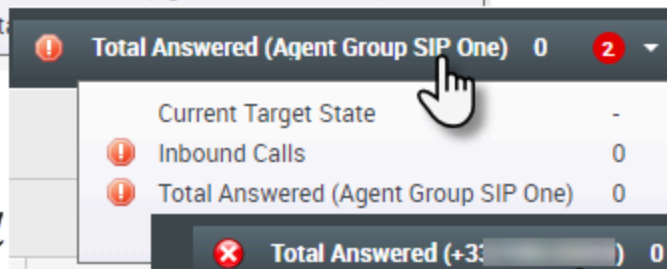 Total Answered (Agent Group SIP One) 0 2
Current Target State -
Inbound Calls 0
Total Answered (Agent Group SIP One) 0
Total Answered (+33 ) 0